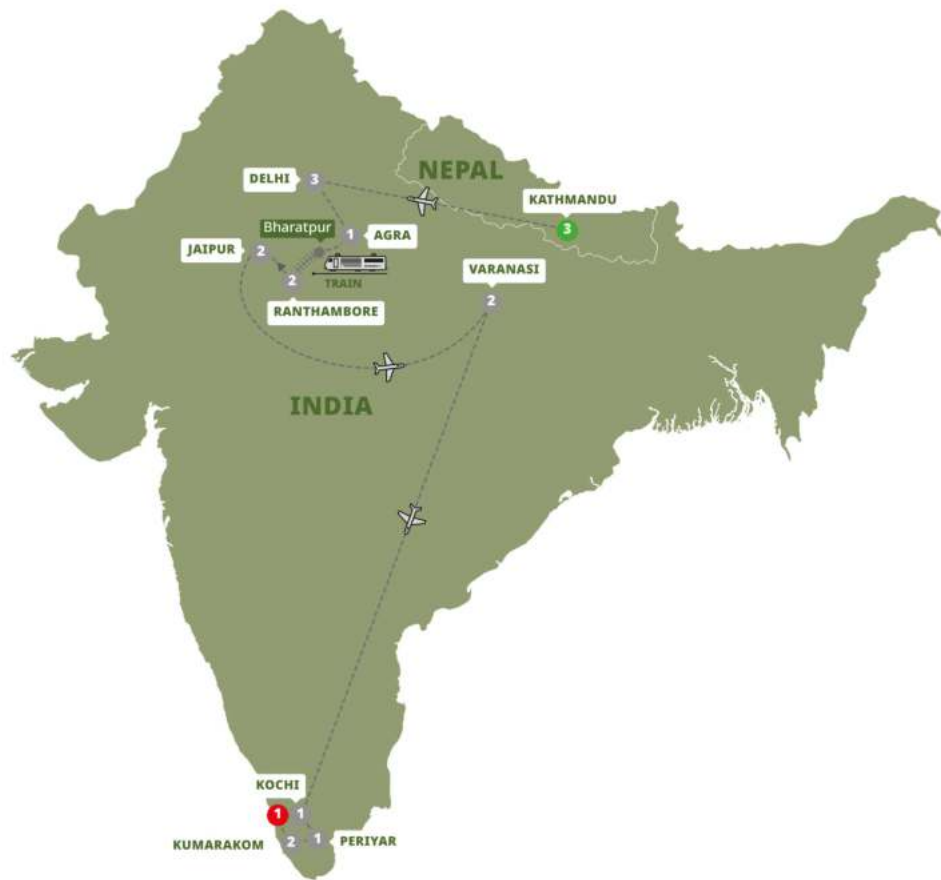 NEPAL
DELHI
3
KATHMANDU
3
Bharatpur
1
AGRA
JAIPUR
2
VARANASI
2
TRAIN
2
RANTHAMBORE
INDIA
KOCHI
1
1
KUMARAKOM
2
1
PERIYAR